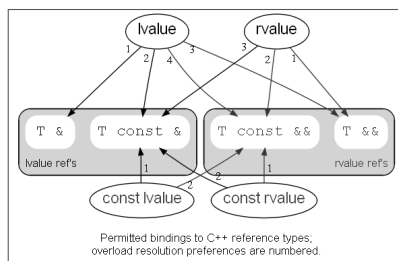 lvalue
rvalue
1
2
4
3
3
2
1
T &
T const &
T const &&
T &&
lvalue ref's
rvalue ref's
1
2
2
1
const lvalue
const rvalue
Permitted bindings to C++ reference types;
overload resolution preferences are numbered.